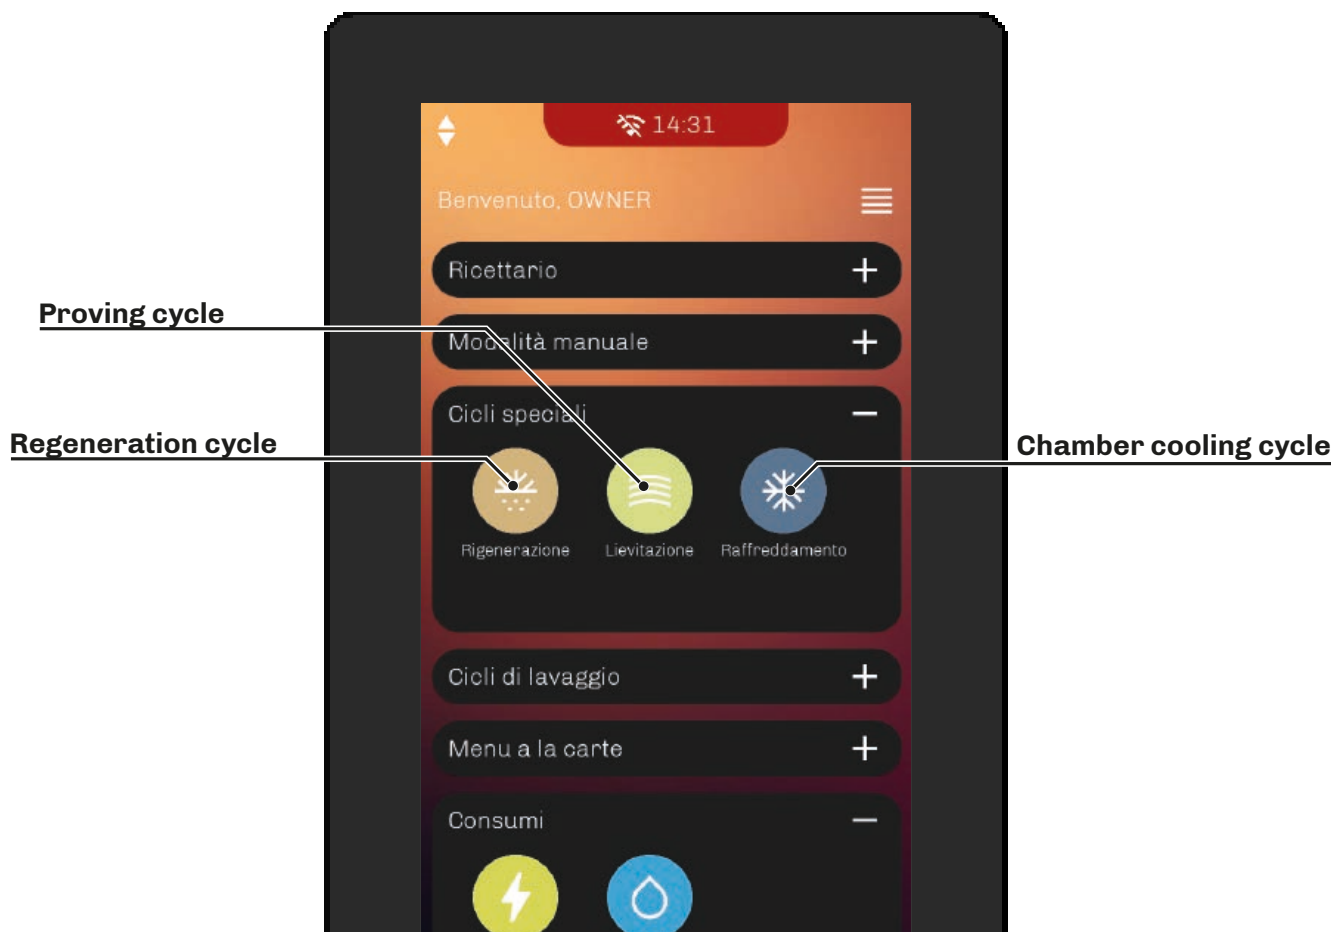 14:31
Benvenuto, OWNER
Ricettario
Proving cycle
Modalità manuale
Cicli speciali
Regeneration cycle
Chamber cooling cycle
Rigenerazione
Lievitazione
Raffreddamento
Cicli di lavaggio
Menu a la carte
Consumi